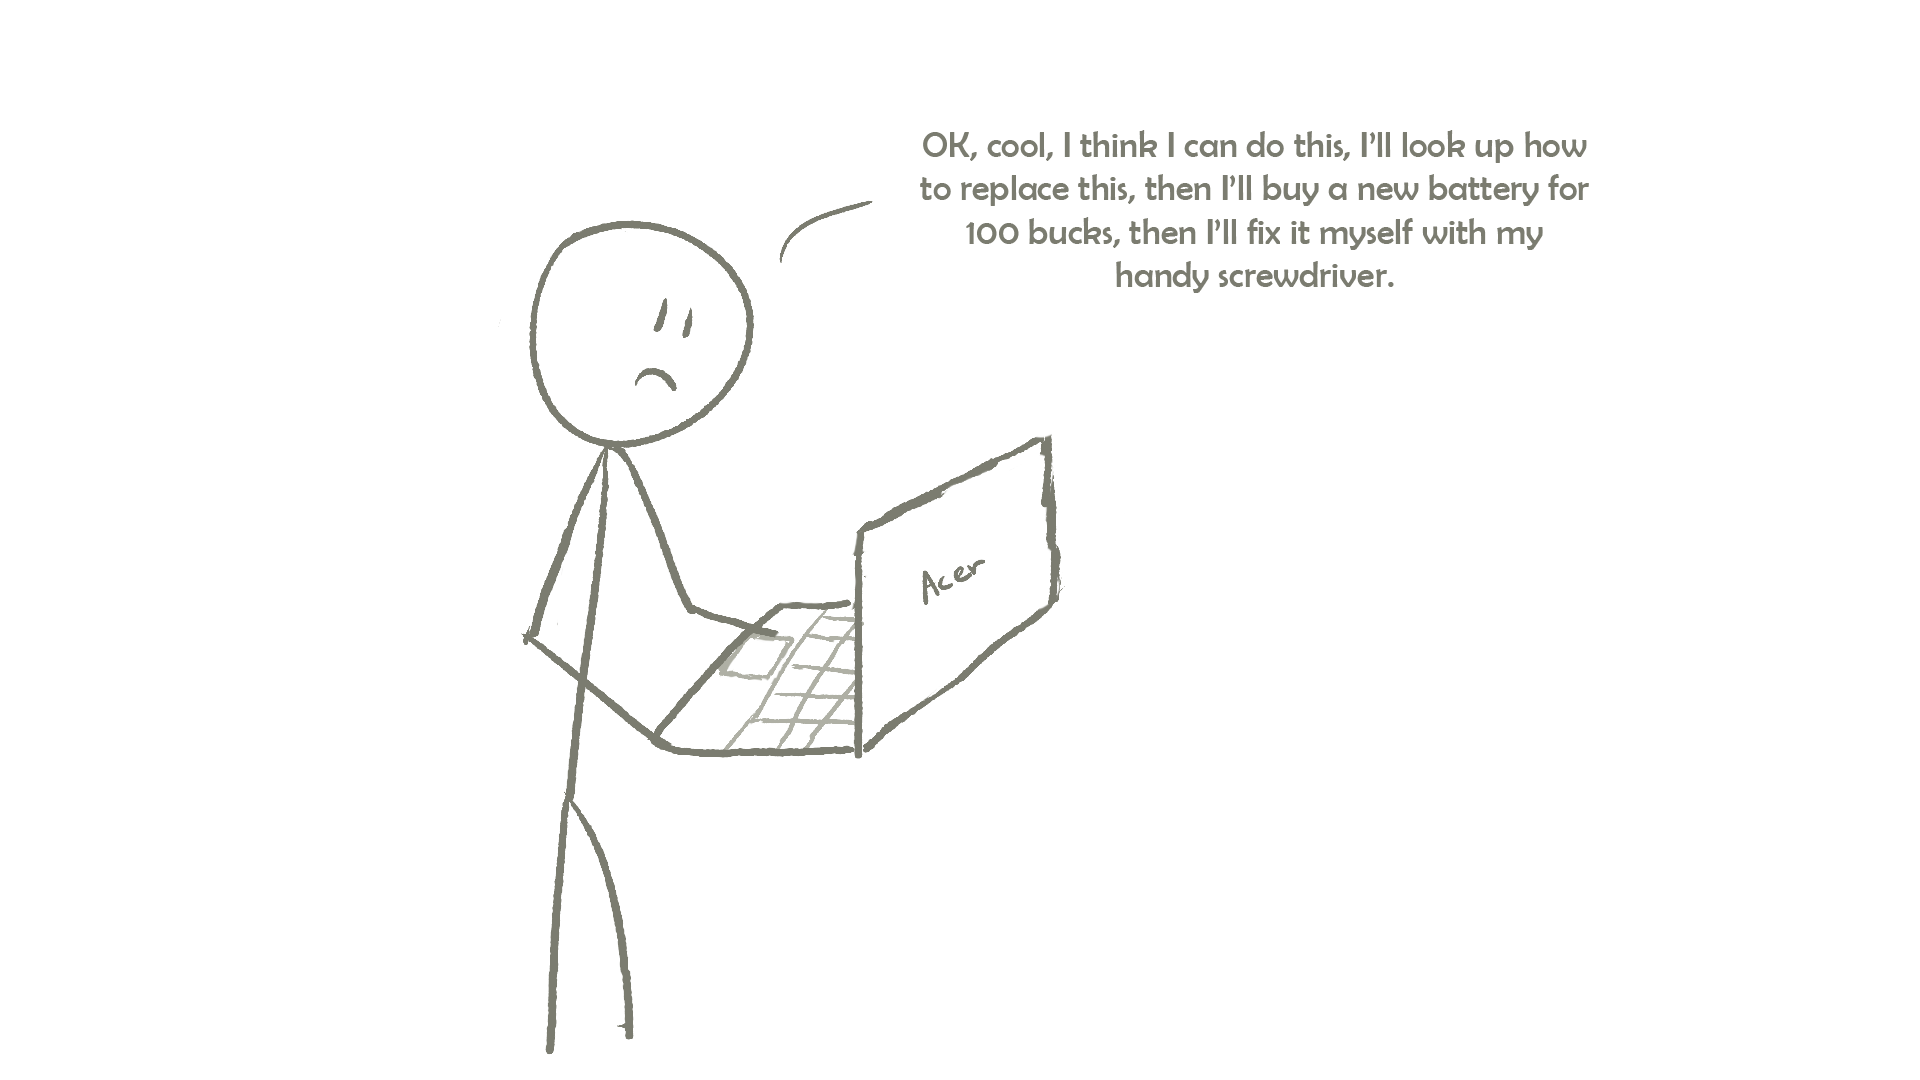 OK, cool, I think I can do this, I'll look up how
to replace this, then I'll buy a new battery for
100 bucks, then I'll fix it myself with my
handy screwdriver.
Acer